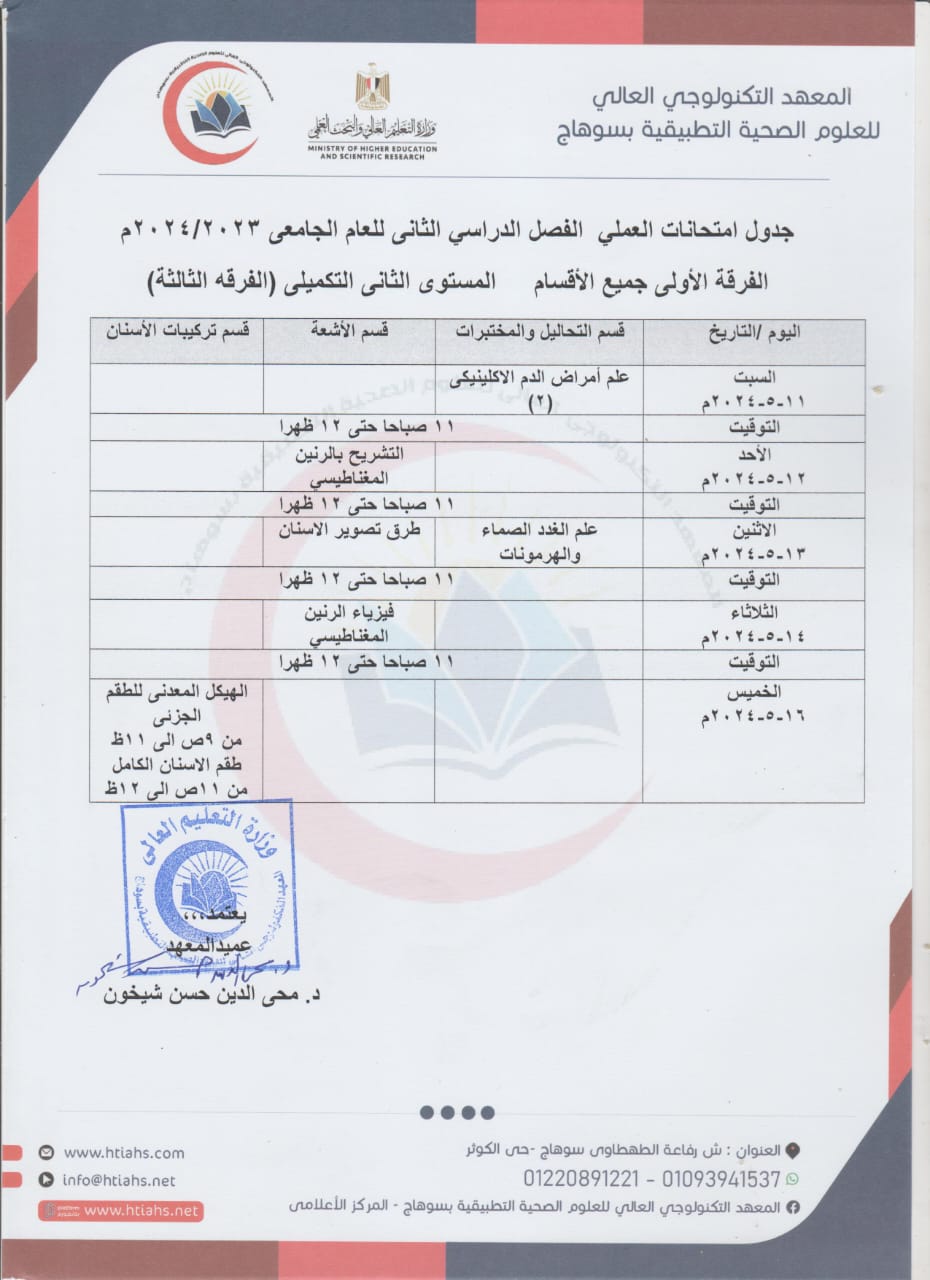 المعهد التكنولوجي العالي
للعلوم الصحية التطبيقية بسوهاج
وزارة التعليم العالي والبحث العلمي
MINISTRY OF HIGHER EDUCATION
AND SCIENTIFIC RESEARCH
جدول امتحانات العملي الفصل الدراسي الثانى للعام الجامعى ٢٠٢٤/٢٠٢٣م
الفرقة الأولى جميع الأقسام المستوى الثانى التكميلى (الفرقه الثالثة)
اليوم /التاريخ قسم التحاليل والمختبرات قسم الأشعة قسم تركيبات الأسنان
السبت علم أمراض الدم الاكلينيكى
١١-٥-٢٠٢٤م (٢)
التوقيت ١١ صباحا حتى ١٢ ظهرا
الأحد التشريح بالرنين
١٢-٥-٢٠٢٤م المغناطيسي
التوقيت ١١ صباحا حتى ١٢ ظهرا
الاثنين علم الغدد الصماء طرق تصوير الاسنان
١٣-٥-٢٠٢٤م والهرمونات
التوقيت ١١ صباحا حتى ١٢ ظهرا
الثلاثاء فيزياء الرنين
١٤-٥-٢٠٢٤م المغناطيسي
التوقيت ١١ صباحا حتى ١٢ ظهرا
الخميس الهيكل المعدنى للطقم
١٦-٥-٢٠٢٤م الجزئى
من ٩ص الى ١١ظ
طقم الاسنان الكامل
من ١١ص الى ١٢ظ
وزارة التعليم العالى
يعتمد،،،
عميدالمعهد
د. محى الدين حسن شيخون
العنوان : ش رفاعة الطهطاوى سوهاج -حى الكوثر
01220891221 - 01093941537
المعهد التكنولوجي العالي للعلوم الصحية التطبيقية بسوهاج - المركز الأعلامى
www.htiahs.com
info@htiahs.net
www.htiahs.net